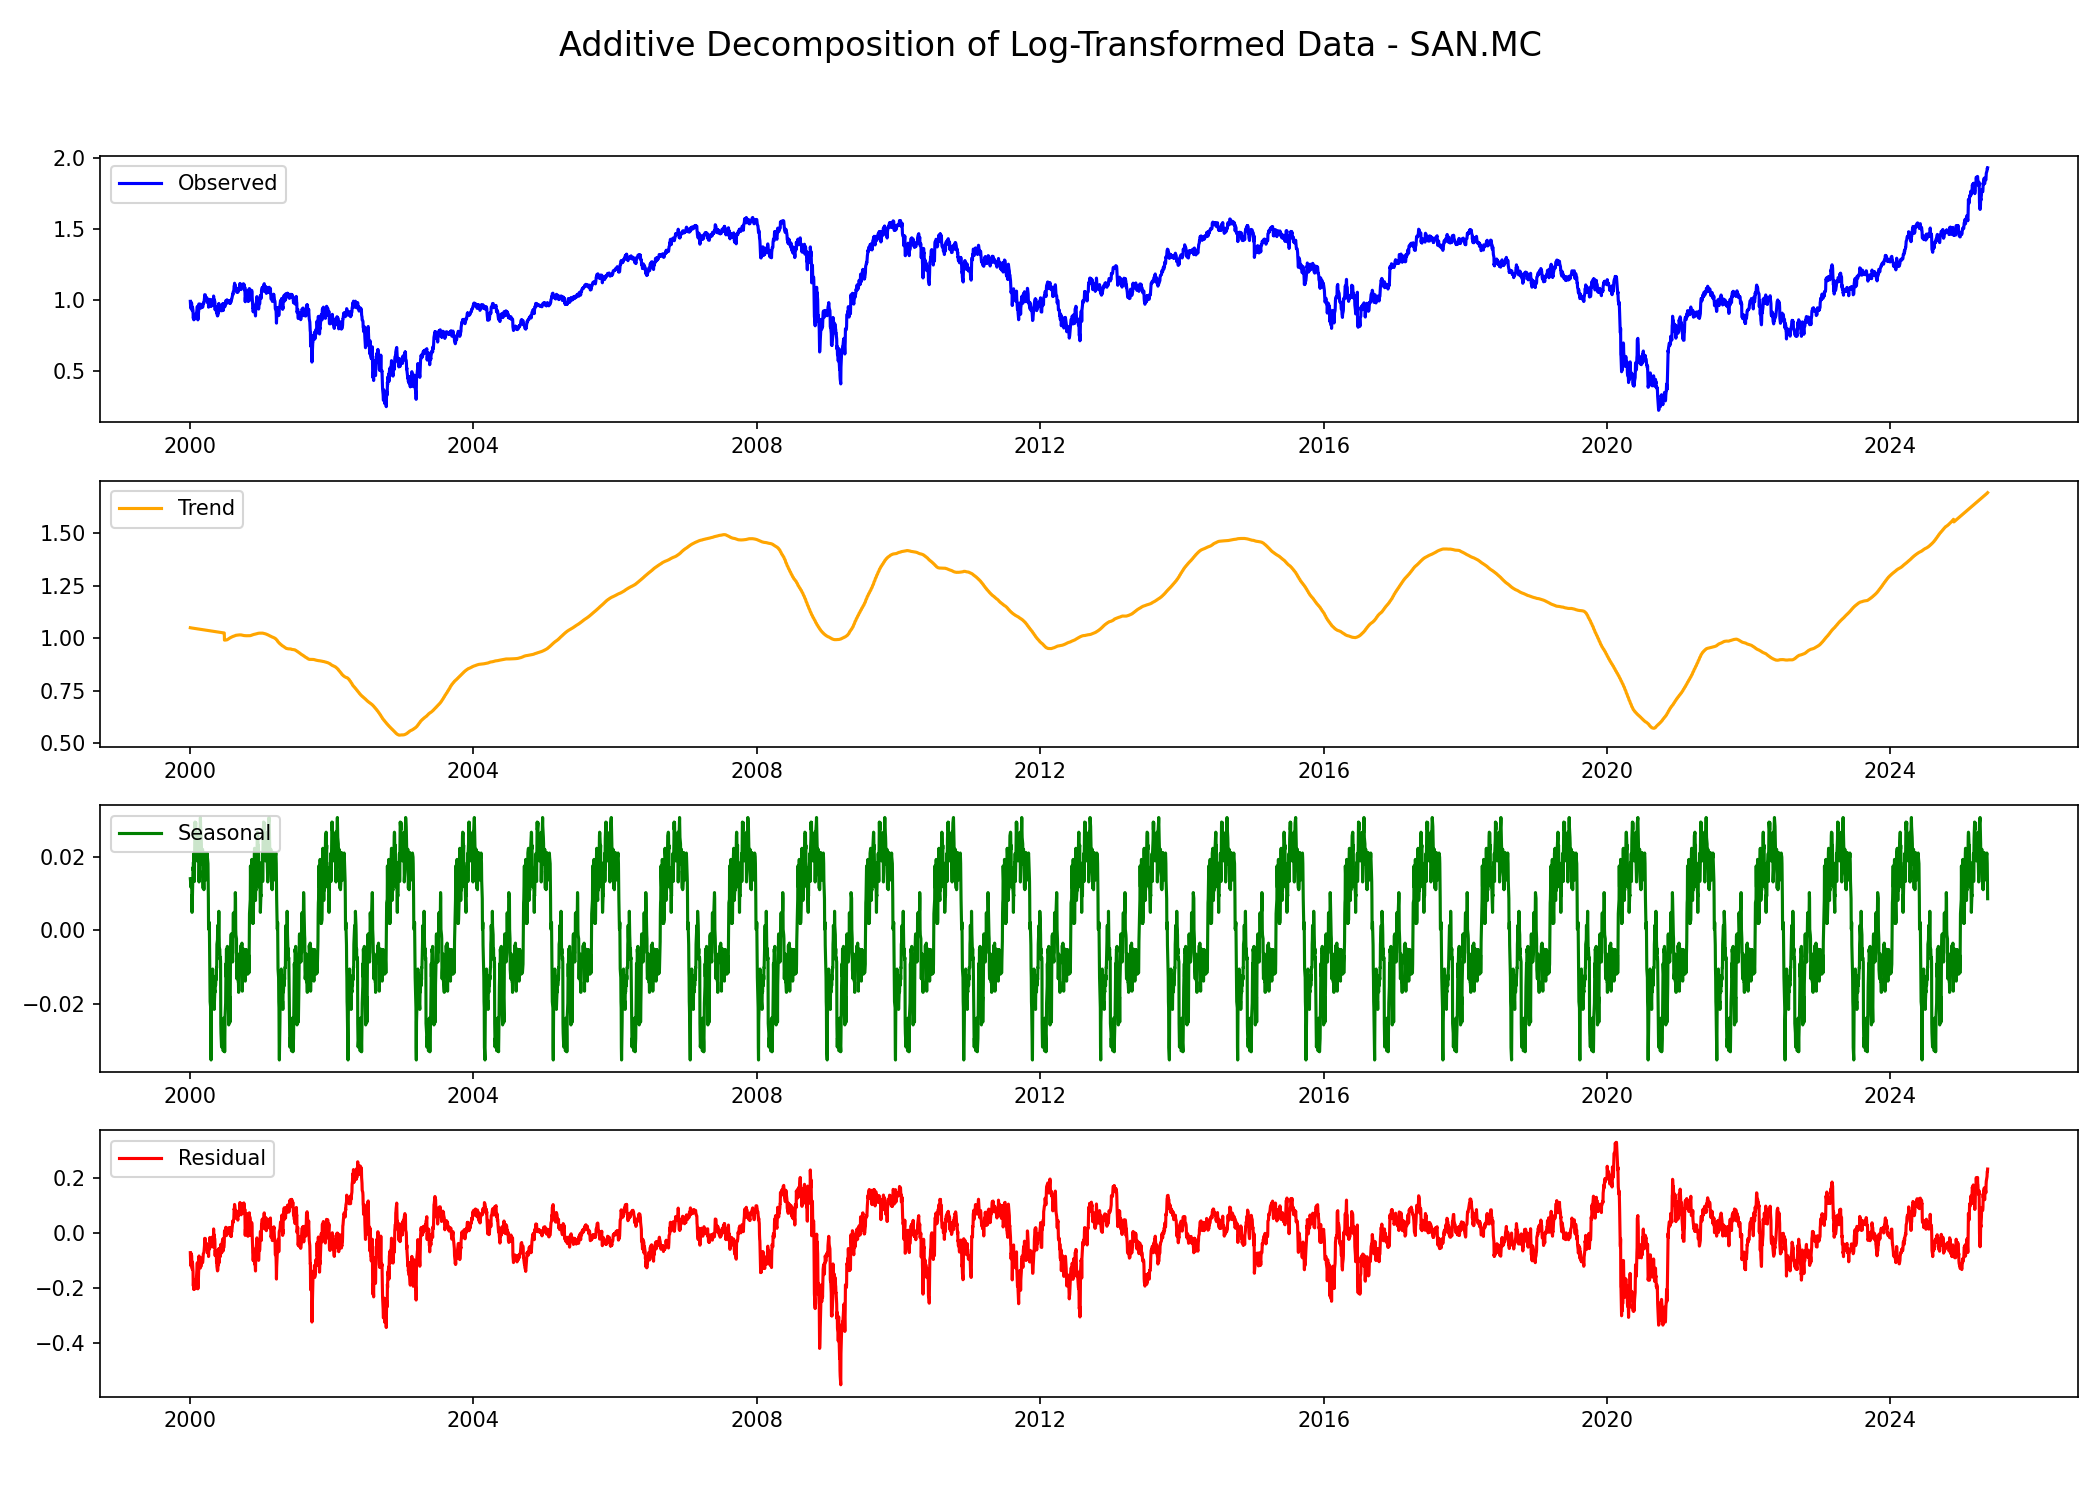 Additive Decomposition of Log-Transformed Data - SAN.MC
Observed
2.0
1.5
1.0
0.5
2000 2004 2008 2012 2016 2020 2024
Trend
1.50
1.25
1.00
0.75
0.50
2000 2004 2008 2012 2016 2020 2024
Seasonal
0.02
0.00
−0.02
2000 2004 2008 2012 2016 2020 2024
Residual
0.2
0.0
−0.2
−0.4
2000 2004 2008 2012 2016 2020 2024